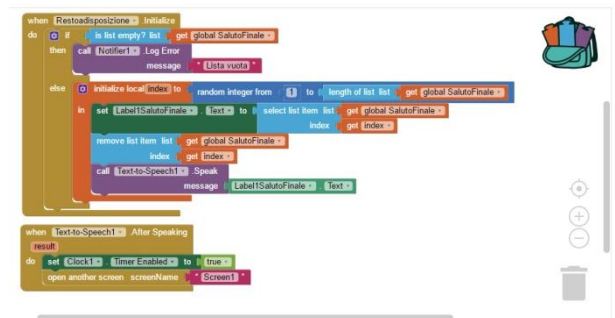 when Restoadisposizione .Initialize
do if is list empty? list get global SalutoFinale
then call Notifier1 .Log Error
message " Lista vuota "
else initialize local index to random integer from 1 to length of list list get global SalutoFinale
in set Label1SalutoFinale . Text to select list item list get global SalutoFinale
index get index
remove list item list get global SalutoFinale
index get index
call Text-to-Speech1 .Speak
message Label1SalutoFinale . Text
when Text-to-Speech1 .After Speaking
result
do set Clock1 . Timer Enabled to true
open another screen screenName " Screen1 "